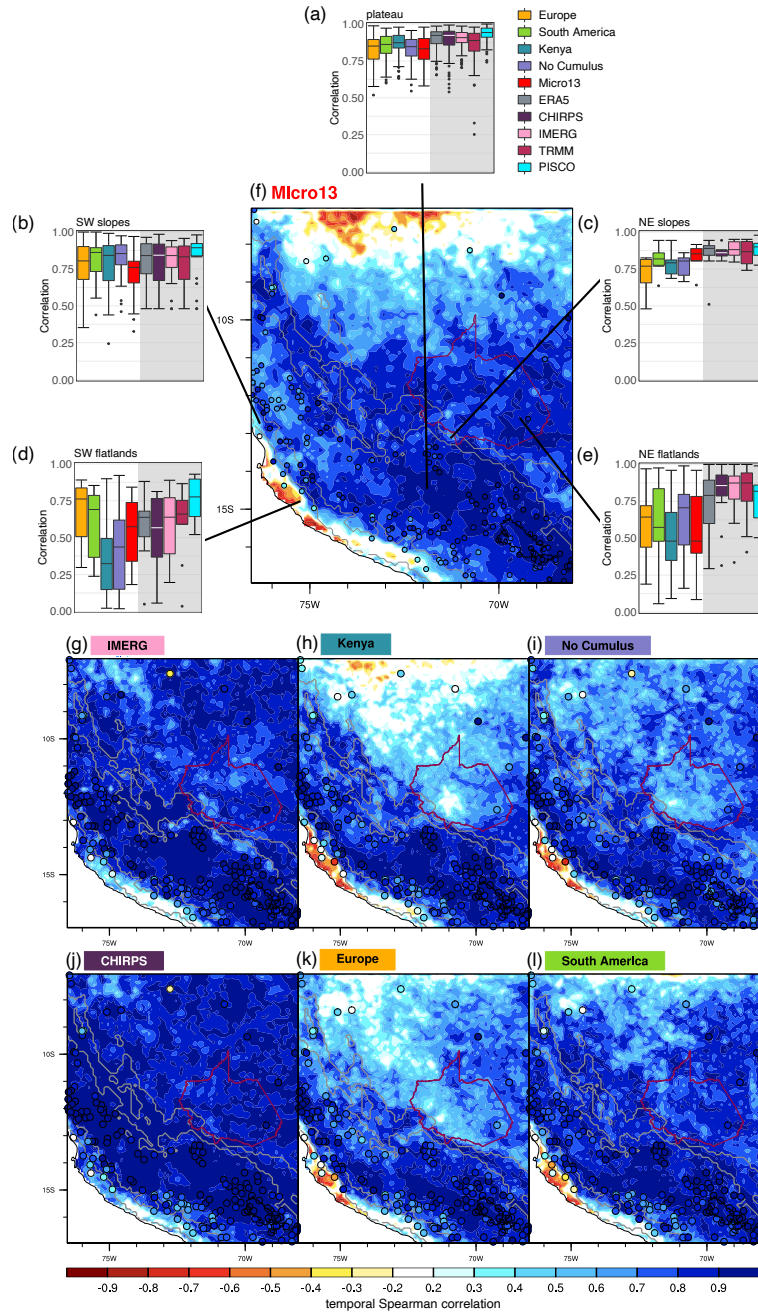 (a)
plateau
Correlation
1.00
0.75
0.50
0.25
0.00
Europe
South America
Kenya
No Cumulus
Micro13
ERA5
CHIRPS
IMERG
TRMM
PISCO
(b)
SW slopes
Correlation
1.00
0.75
0.50
0.25
0.00
(f) MIcro13
10S
15S
75W
70W
(c)
NE slopes
Correlation
1.00
0.75
0.50
0.25
0.00
(d)
SW flatlands
Correlation
1.00
0.75
0.50
0.25
0.00
(e)
NE flatlands
Correlation
1.00
0.75
0.50
0.25
0.00
(g) IMERG
(h) Kenya
(i) No Cumulus
10S
15S
75W 70W 75W 70W 75W 70W
(j) CHIRPS
(k) Europe
(l) South America
10S
15S
75W 70W 75W 70W 75W 70W
-0.9 -0.8 -0.7 -0.6 -0.5 -0.4 -0.3 -0.2 0.2 0.3 0.4 0.5 0.6 0.7 0.8 0.9
temporal Spearman correlation